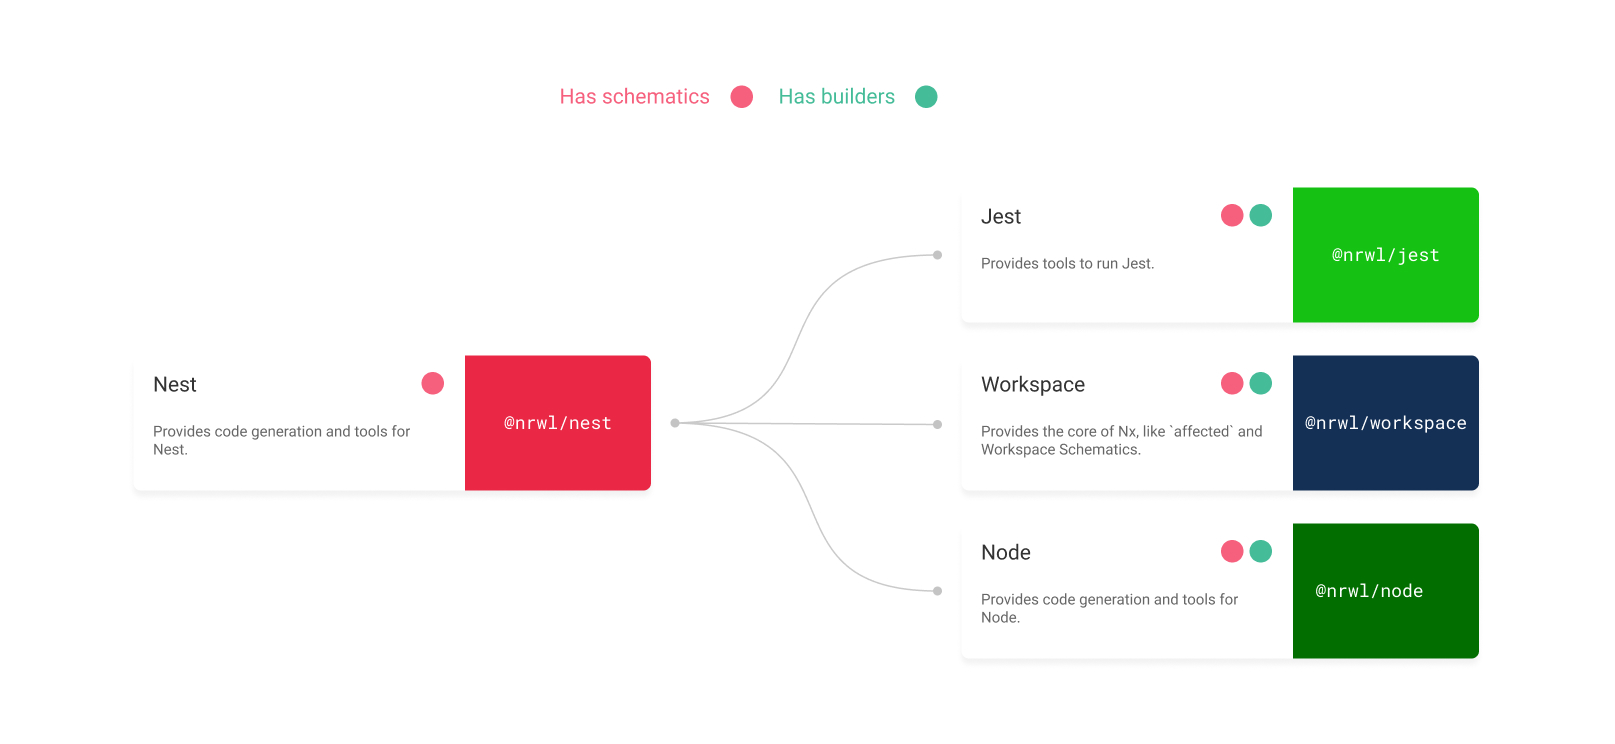 Has schematics
Has builders
Nest
Provides code generation and tools for
Nest.
@nrwl/nest
Jest
Provides tools to run Jest.
@nrwl/jest
Workspace
Provides the core of Nx, like `affected` and
Workspace Schematics.
@nrwl/workspace
Node
Provides code generation and tools for
Node.
@nrwl/node